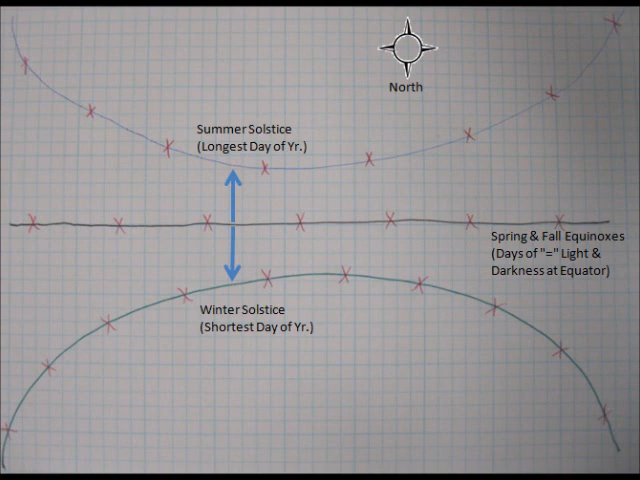 North
Summer Solstice
(Longest Day of Yr.)
Spring & Fall Equinoxes
(Days of "=" Light &
Darkness at Equator)
Winter Solstice
(Shortest Day of Yr.)